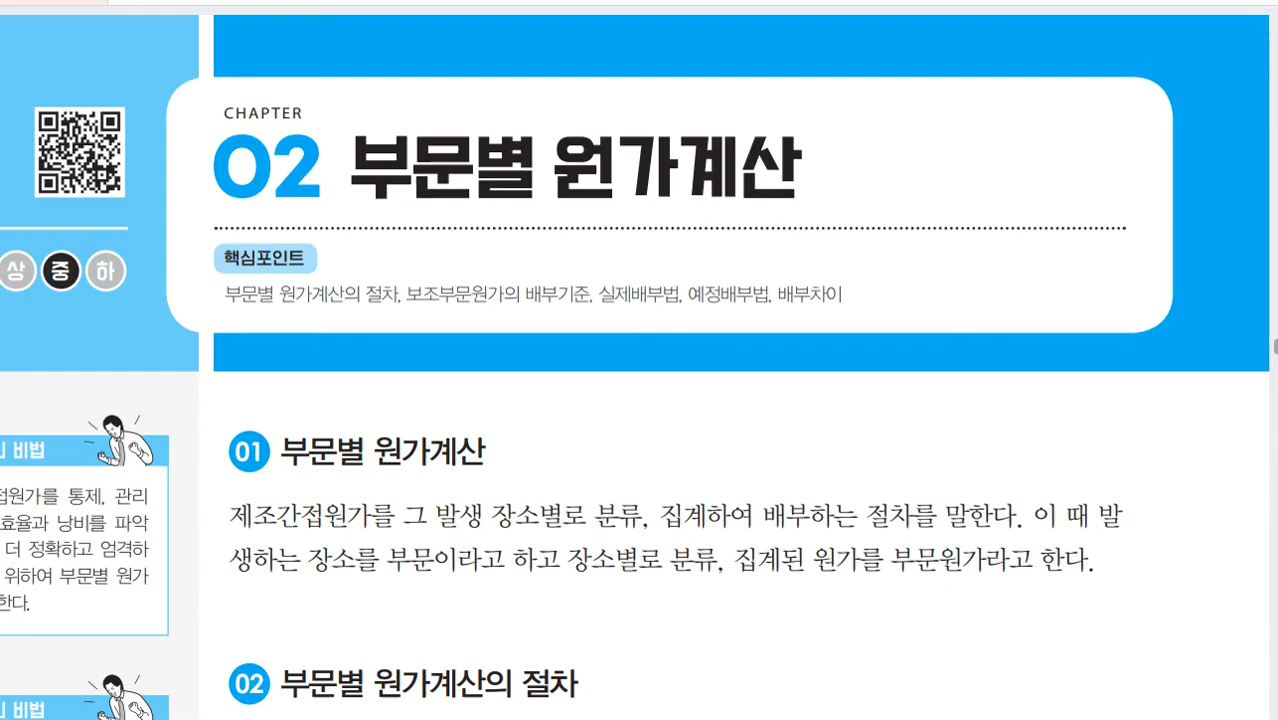 CHAPTER
02 부문별 원가계산
상 중 하
핵심포인트
부문별 원가계산의 절차, 보조부문원가의 배부기준, 실제배부법, 예정배부법, 배부차이
비법
원가를 통제, 관리
효율과 낭비를 파악
더 정확하고 엄격하
위하여 부문별 원가
한다.
비법
01 부문별 원가계산
제조간접원가를 그 발생 장소별로 분류, 집계하여 배부하는 절차를 말한다. 이 때 발
생하는 장소를 부문이라고 하고 장소별로 분류, 집계된 원가를 부문원가라고 한다.
02 부문별 원가계산의 절차